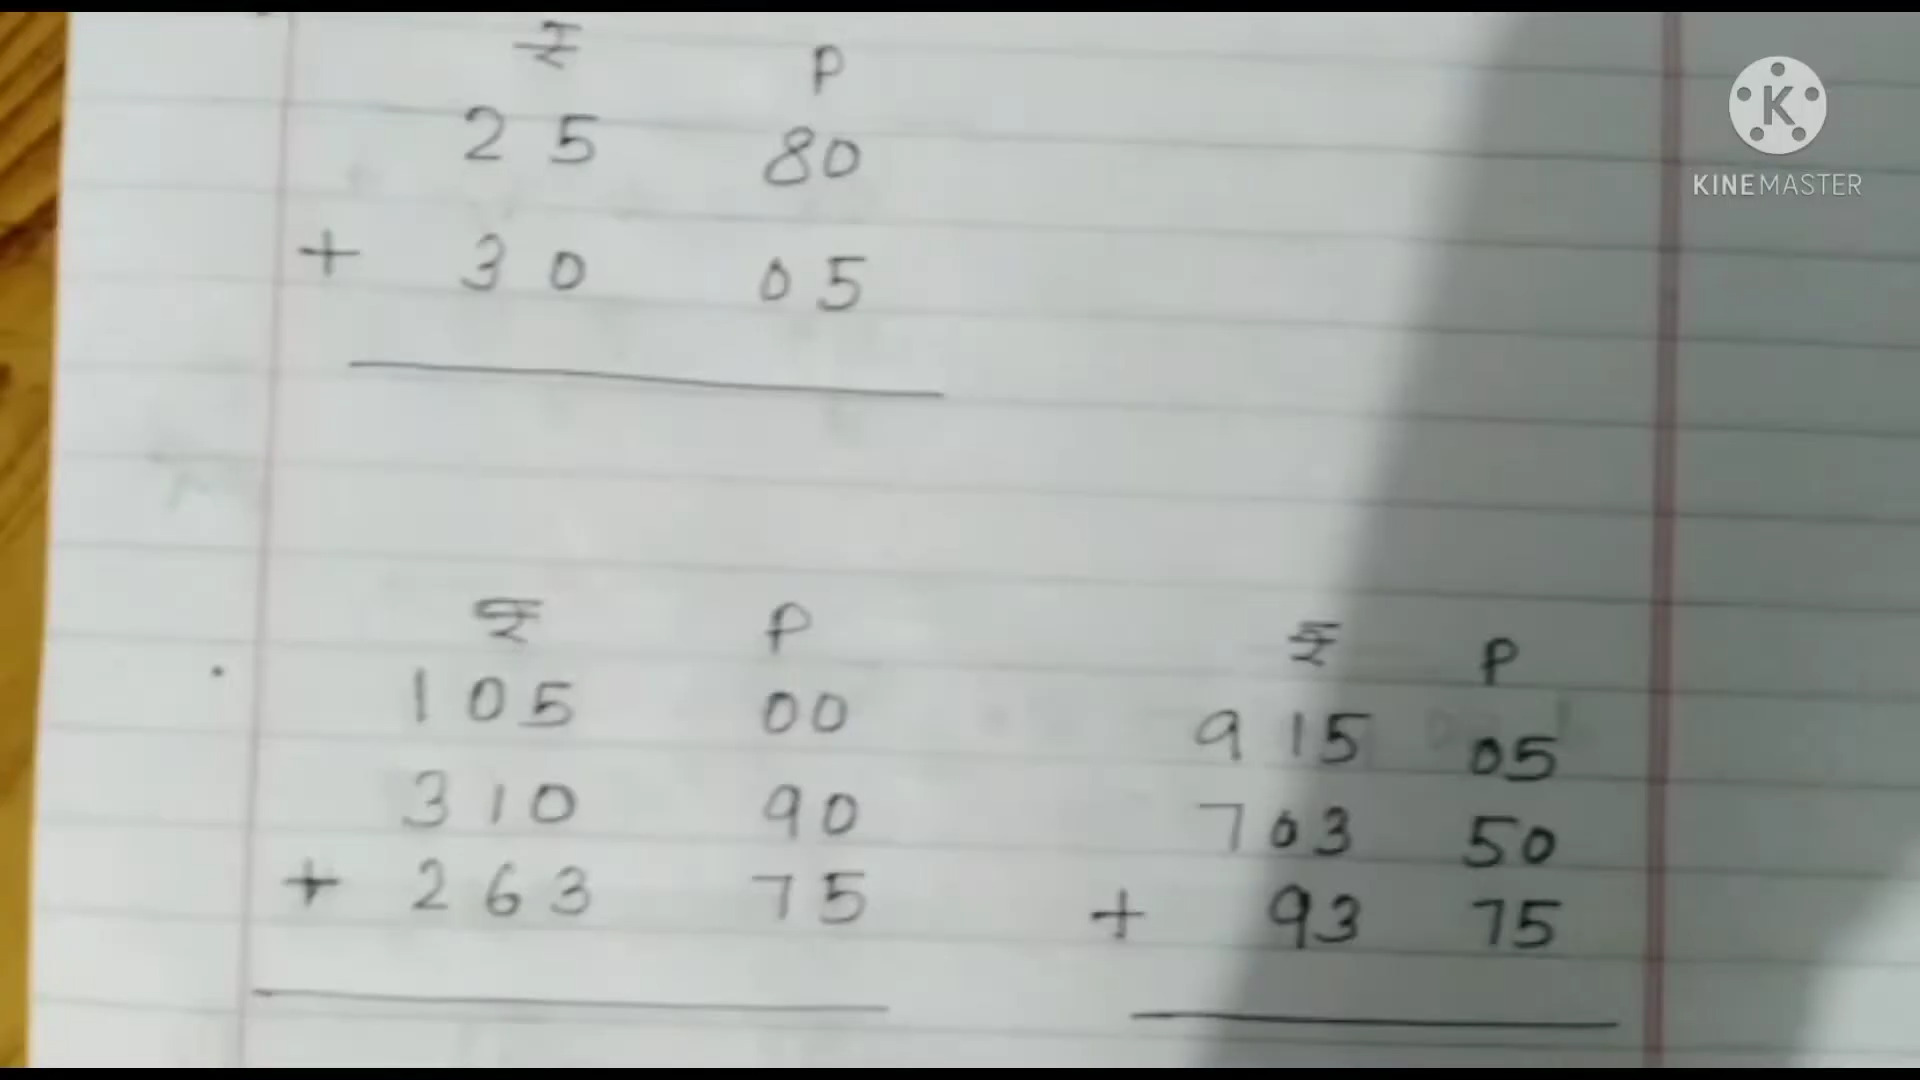 ₹ P
25 80
+ 30 05
₹ P
105 00
310 90
+ 263 75
₹ P
915 05
703 50
+ 93 75
K
KINEMASTER